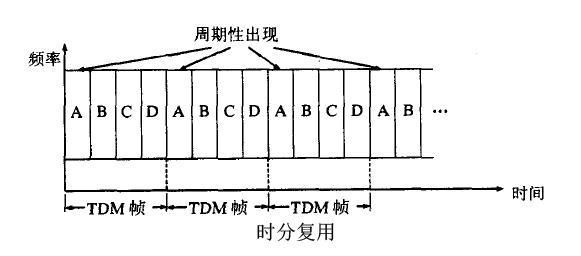 周期性出现
频率
A B C D A B C D A B C D A B …
时间
TDM 帧 TDM 帧 TDM 帧
时分复用